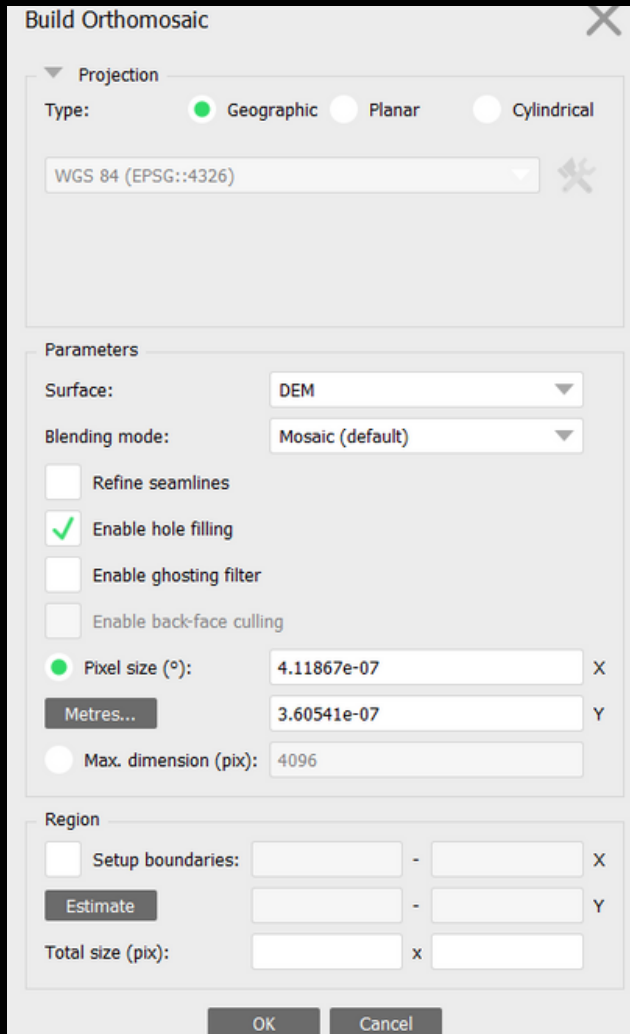 Build Orthomosaic
Projection
Type: Geographic Planar Cylindrical
WGS 84 (EPSG::4326)
Parameters
Surface: DEM
Blending mode: Mosaic (default)
Refine seamlines
Enable hole filling
Enable ghosting filter
Enable back-face culling
Pixel size (°): 4.11867e-07 X
Metres... 3.60541e-07 Y
Max. dimension (pix): 4096
Region
Setup boundaries: - X
Estimate - Y
Total size (pix): x
OK Cancel